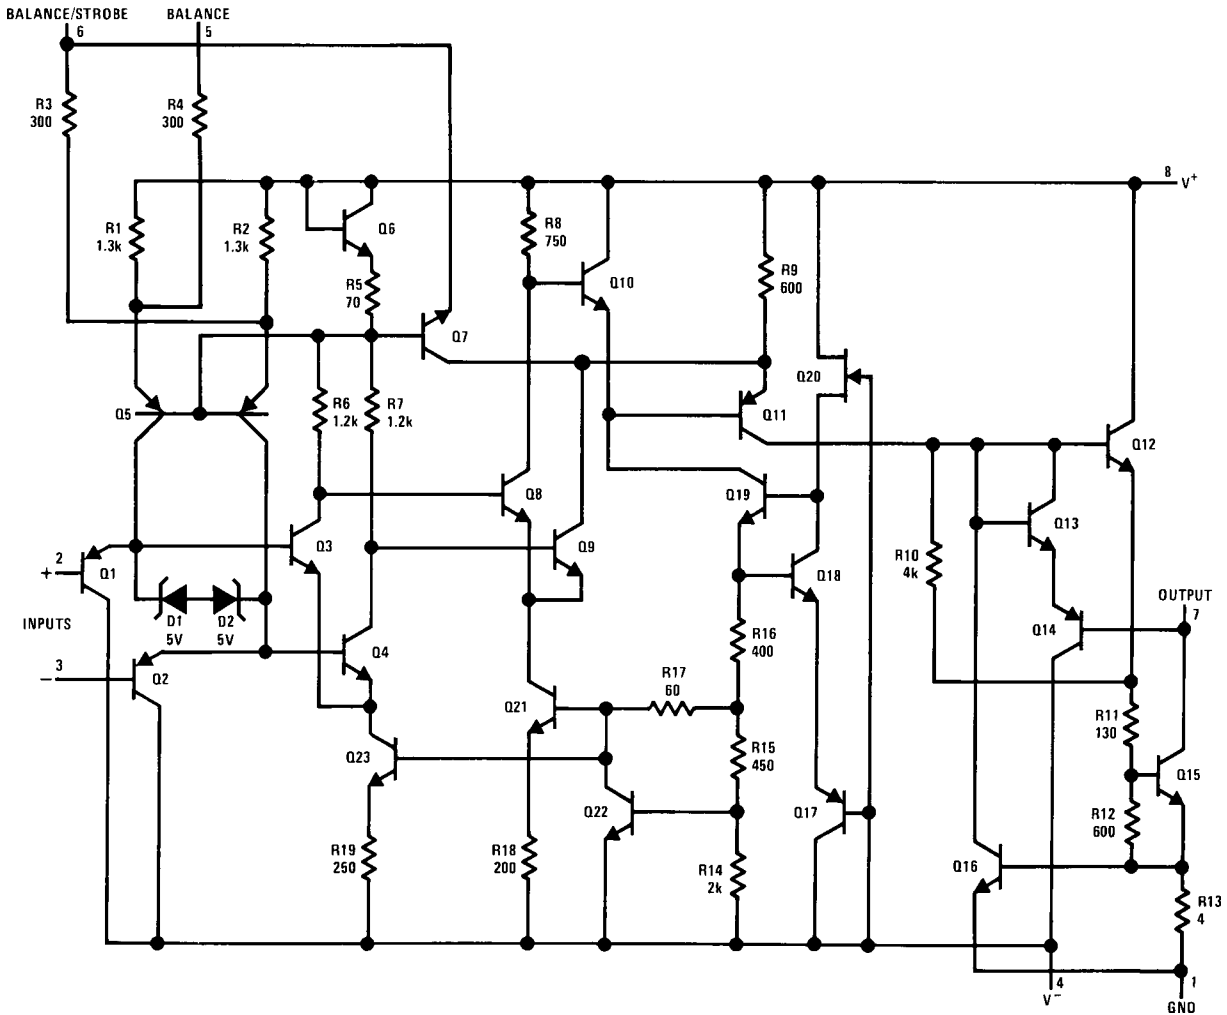 BALANCE/STROBE
6
BALANCE
5
R3
300
R4
300
8
V+
R1
1.3k
R2
1.3k
Q6
R8
750
R5
70
Q10
R9
600
Q7
Q20
Q5
R6
1.2k
R7
1.2k
Q11
Q12
Q8
Q19
Q13
2
+
Q1
Q3
Q9
R10
4k
Q18
D1
5V
D2
5V
INPUTS
OUTPUT
7
Q14
R16
400
3
−
Q2
Q4
R17
60
Q21
R11
130
Q23
R15
450
Q15
Q22
Q17
R12
600
R19
250
R18
200
R14
2k
Q16
R13
4
4
V−
1
GND